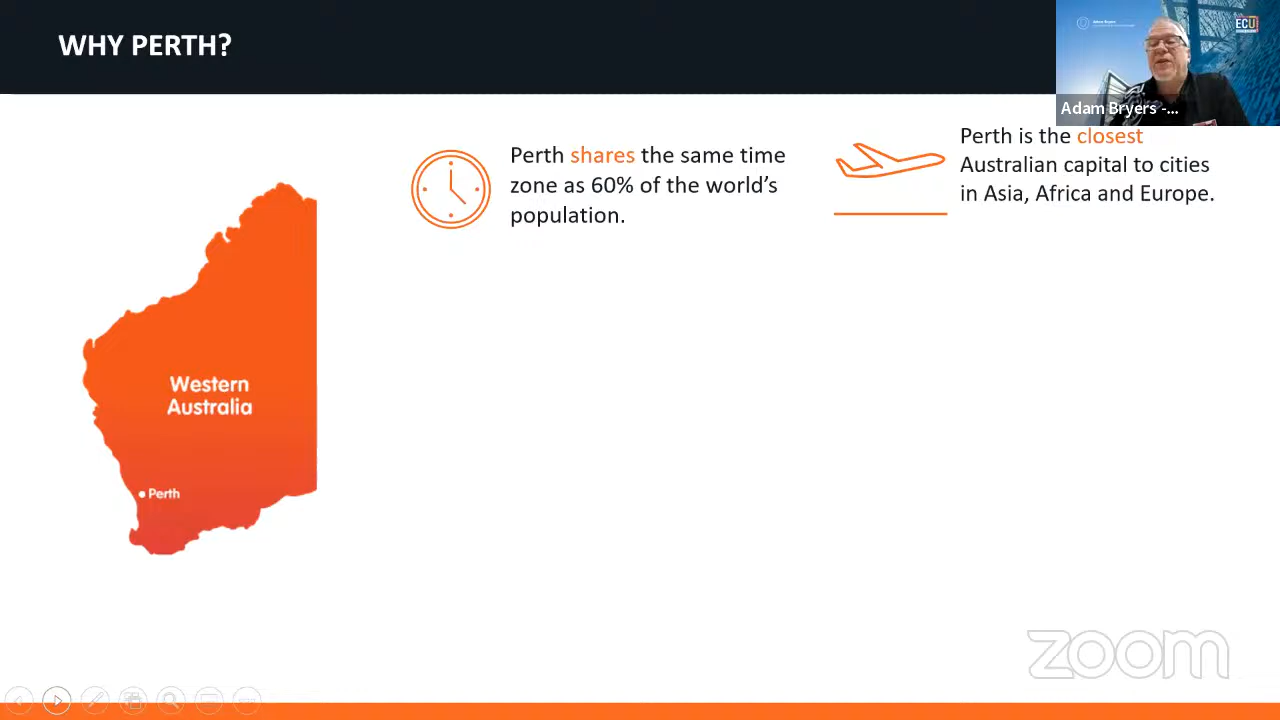 WHY PERTH?
ECU
Adam Bryers -...
Perth shares the same time
zone as 60% of the world's
population.
Perth is the closest
Australian capital to cities
in Asia, Africa and Europe.
Western
Australia
Perth
zoom